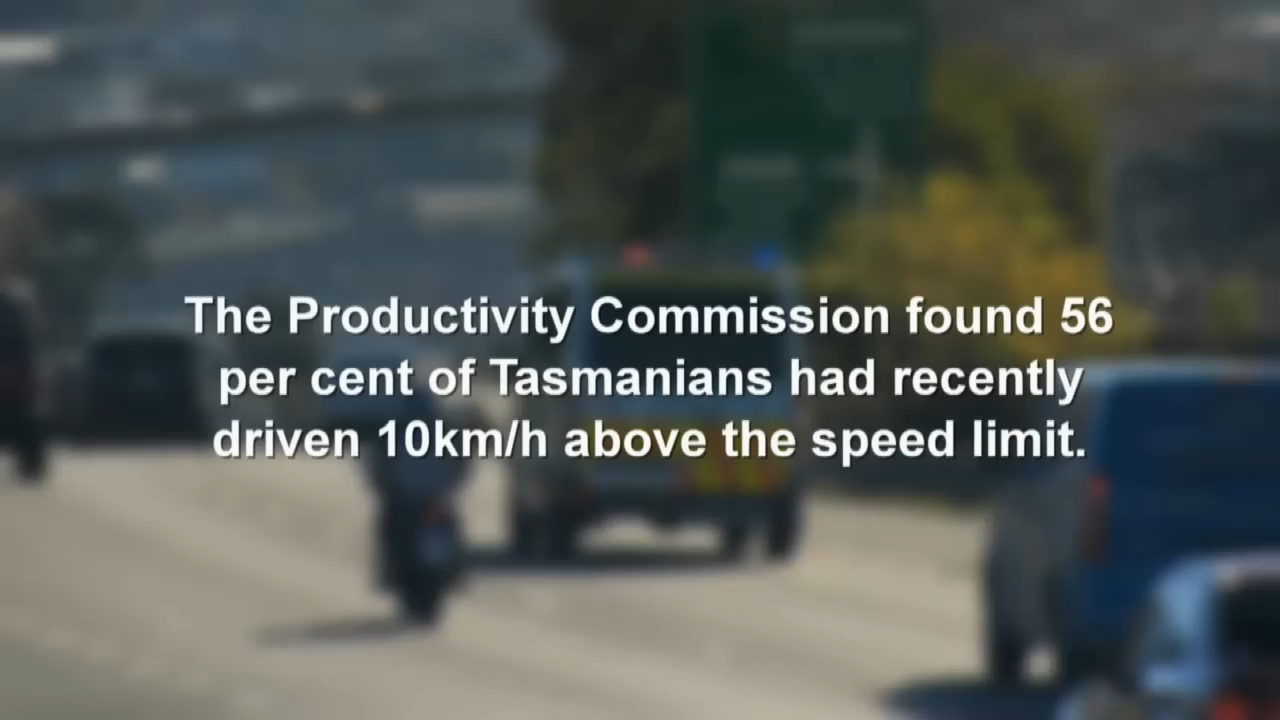 The Productivity Commission found 56
per cent of Tasmanians had recently
driven 10km/h above the speed limit.